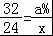 32/24 = a%/x